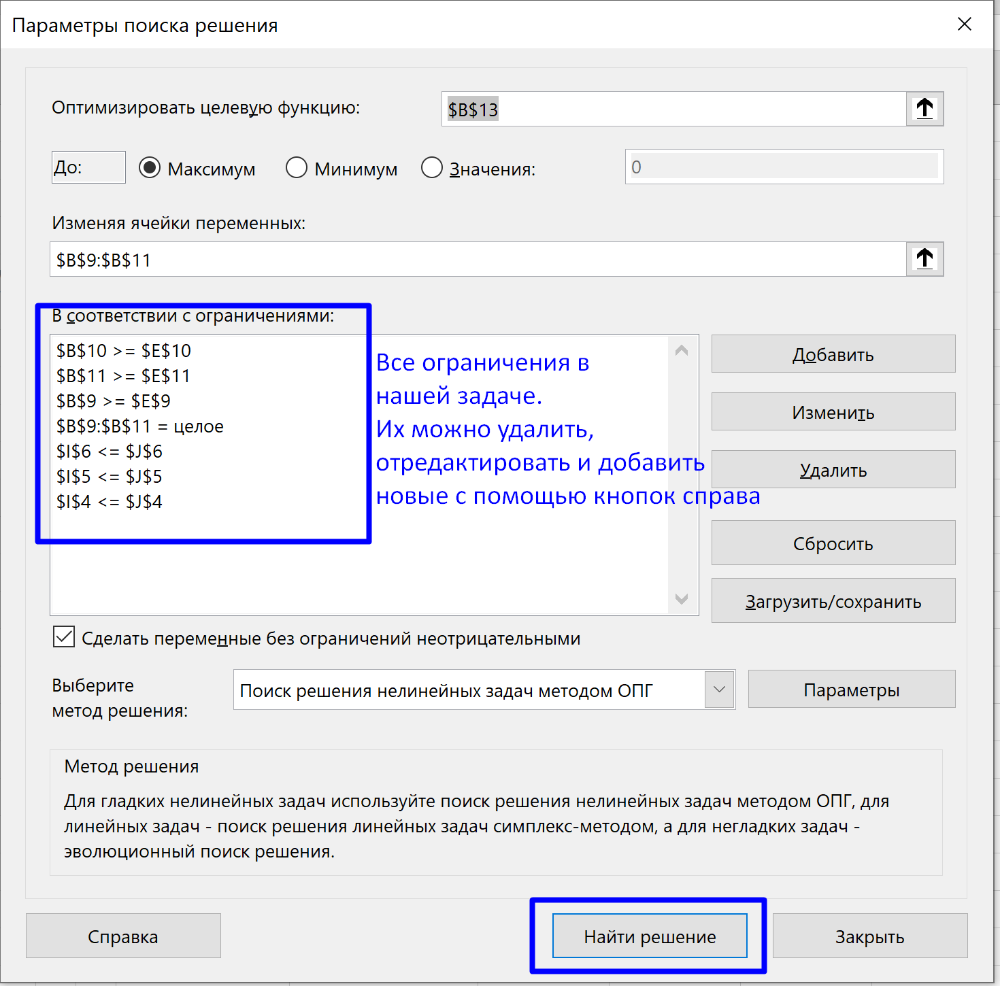 Параметры поиска решения
Оптимизировать целевую функцию:
$B$13
До:
Максимум
Минимум
Значения:
0
Изменяя ячейки переменных:
$B$9:$B$11
В соответствии с ограничениями:
$B$10 >= $E$10
$B$11 >= $E$11
$B$9 >= $E$9
$B$9:$B$11 = целое
$I$6 <= $J$6
$I$5 <= $J$5
$I$4 <= $J$4
Все ограничения в
нашей задаче.
Их можно удалить,
отредактировать и добавить
новые с помощью кнопок справа
Добавить
Изменить
Удалить
Сбросить
Загрузить/сохранить
Сделать переменные без ограничений неотрицательными
Выберите
метод решения:
Поиск решения нелинейных задач методом ОПГ
Параметры
Метод решения
Для гладких нелинейных задач используйте поиск решения нелинейных задач методом ОПГ, для
линейных задач - поиск решения линейных задач симплекс-методом, а для негладких задач -
эволюционный поиск решения.
Справка
Найти решение
Закрыть